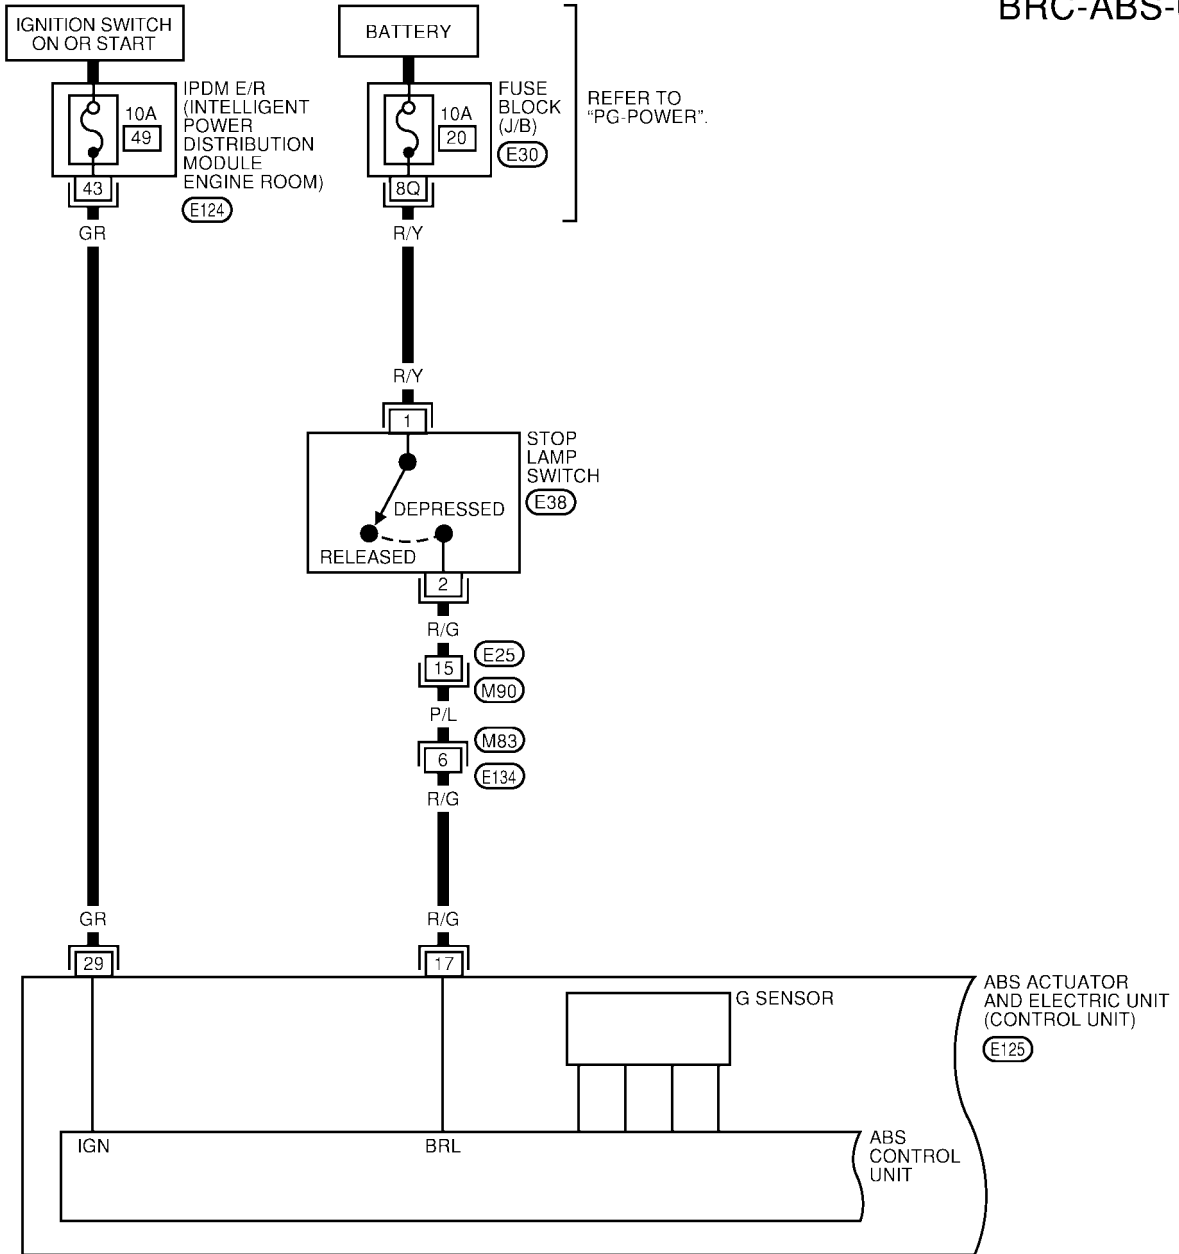 BRC-ABS-
IGNITION SWITCH
ON OR START
BATTERY
10A
49
IPDM E/R
(INTELLIGENT
POWER
DISTRIBUTION
MODULE
ENGINE ROOM)
E124
10A
20
FUSE
BLOCK
(J/B)
E30
REFER TO
"PG-POWER".
43
8Q
GR
R/Y
R/Y
1
STOP
LAMP
SWITCH
E38
DEPRESSED
RELEASED
2
R/G
15
E25
M90
P/L
6
M83
E134
R/G
GR
R/G
29
17
G SENSOR
ABS ACTUATOR
AND ELECTRIC UNIT
(CONTROL UNIT)
E125
IGN
BRL
ABS
CONTROL
UNIT